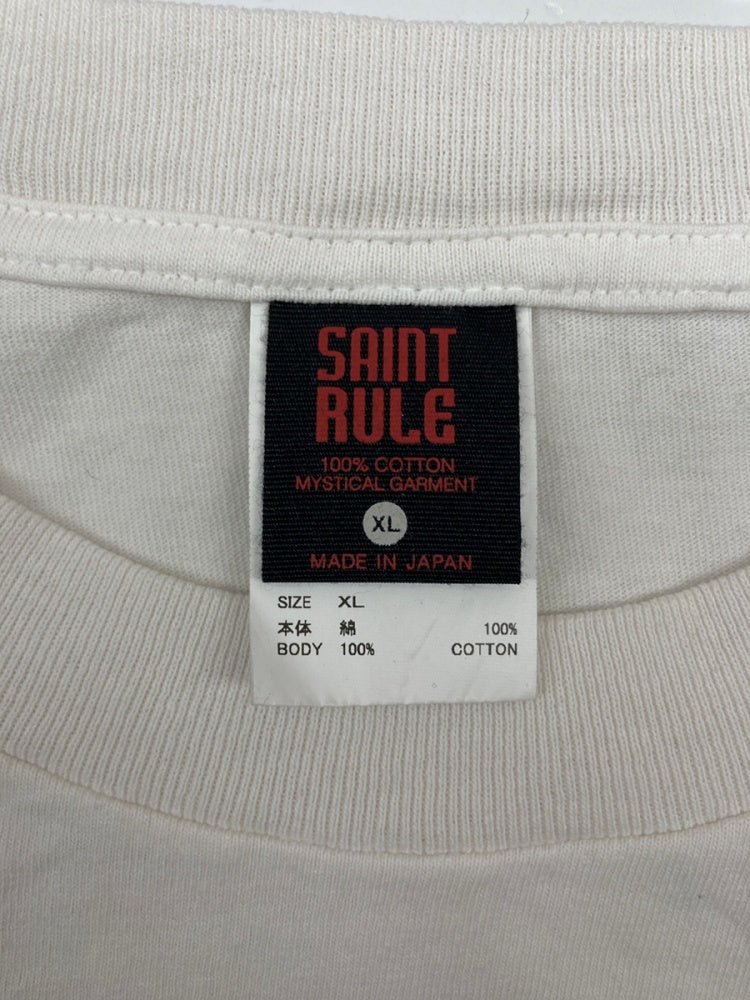 SAINT
RULE
100% COTTON
MYSTICAL GARMENT
XL
MADE IN JAPAN
SIZE XL
本体 綿 100%
BODY 100% COTTON